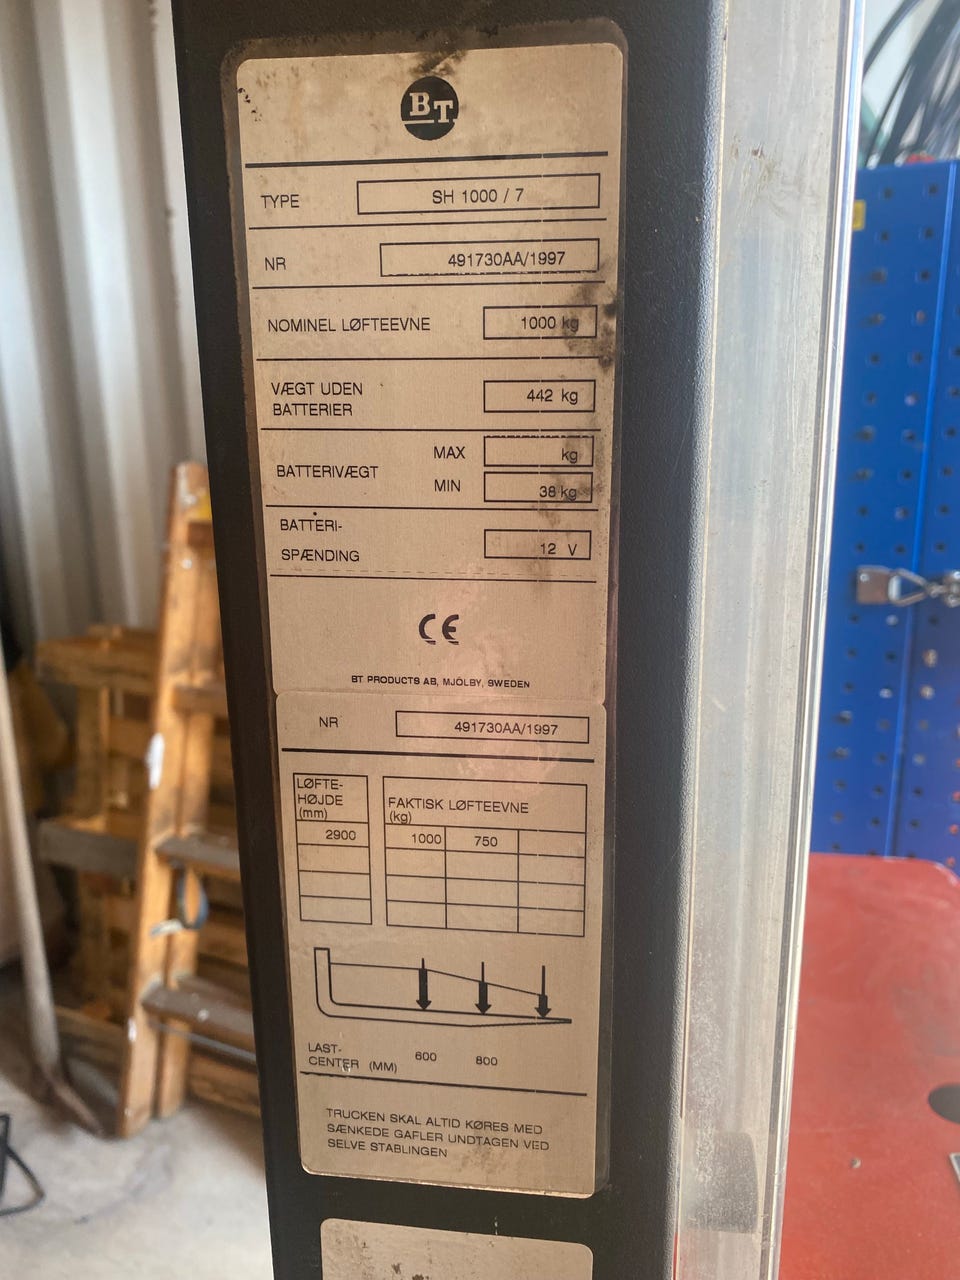 BT
TYPE SH 1000 / 7
NR 491730AA/1997
NOMINEL LØFTEEVNE 1000 kg
VÆGT UDEN
BATTERIER 442 kg
BATTERIVÆGT MAX kg
MIN 38 kg
BATTERI-
SPÆNDING 12 V
CE
BT PRODUCTS AB, MJÖLBY, SWEDEN
NR 491730AA/1997
LØFTE-
HØJDE
(mm)
2900
FAKTISK LØFTEEVNE
(kg)
1000 750
LAST-
CENTER (MM) 600 800
TRUCKEN SKAL ALTID KØRES MED
SÆNKEDE GAFLER UNDTAGEN VED
SELVE STABLINGEN